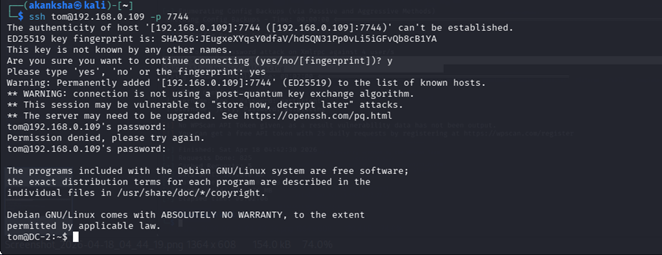 (akanksha㉿kali)-[~]
$ ssh tom@192.168.0.109 -p 7744
The authenticity of host '[192.168.0.109]:7744 ([192.168.0.109]:7744)' can't be established.
ED25519 key fingerprint is: SHA256:JEugxeXYqsY0dfaV/hdSQN31Pp0vLi5iGFvQb8cB1YA
This key is not known by any other names.
Are you sure you want to continue connecting (yes/no/[fingerprint])? y
Please type 'yes', 'no' or the fingerprint: yes
Warning: Permanently added '[192.168.0.109]:7744' (ED25519) to the list of known hosts.
** WARNING: connection is not using a post-quantum key exchange algorithm.
** This session may be vulnerable to "store now, decrypt later" attacks.
** The server may need to be upgraded. See https://openssh.com/pq.html
tom@192.168.0.109's password:
Permission denied, please try again.
tom@192.168.0.109's password:
The programs included with the Debian GNU/Linux system are free software;
the exact distribution terms for each program are described in the
individual files in /usr/share/doc/*/copyright.
Debian GNU/Linux comes with ABSOLUTELY NO WARRANTY, to the extent
permitted by applicable law.
tom@DC-2:~$